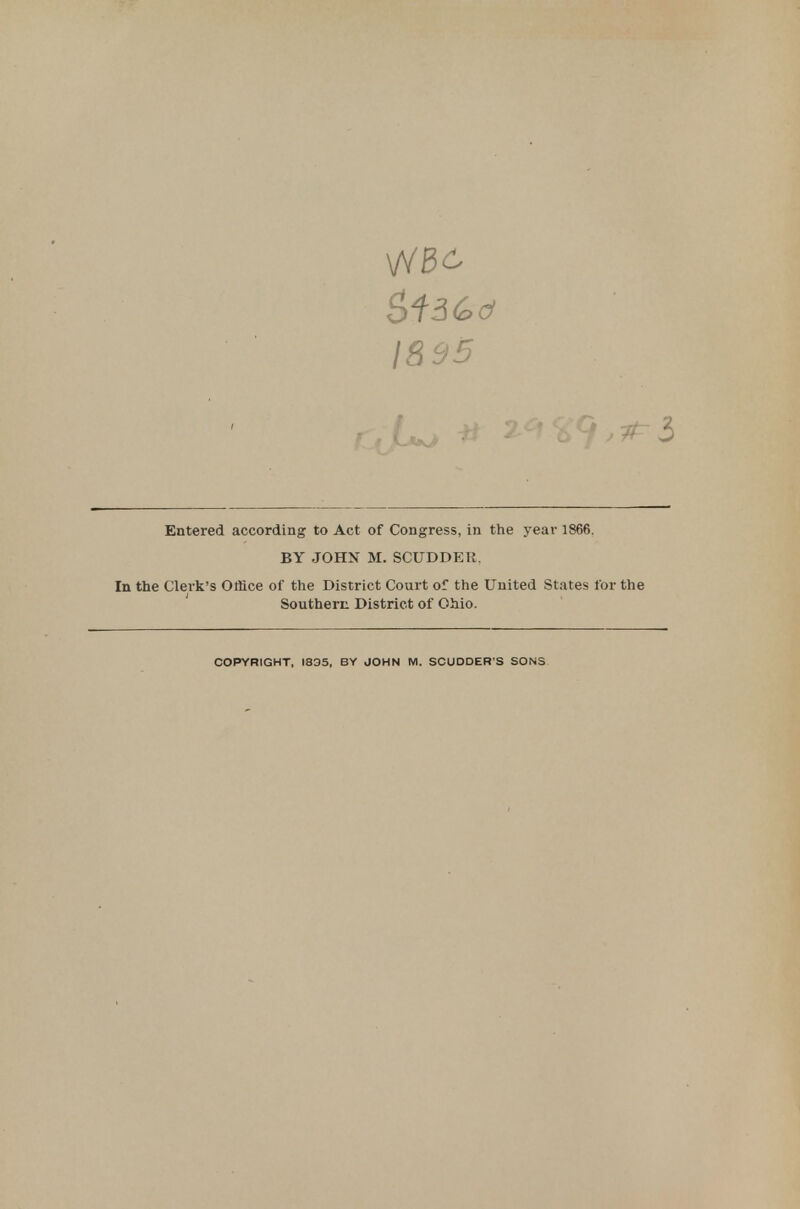 WBC
S436d
1895
# 2989, #3
Entered according to Act of Congress, in the year 1866,
BY JOHN M. SCUDDER,
In the Clerk's Office of the District Court of the United States for the
Southern District of Ohio.
COPYRIGHT, 1895, BY JOHN M. SCUDDER'S SONS